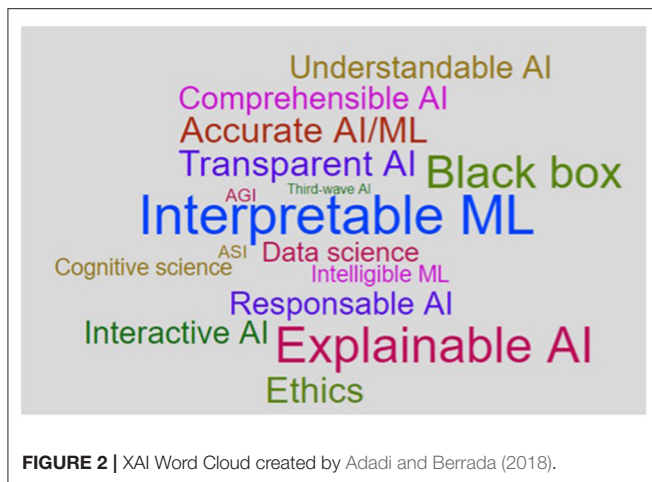 Understandable AI
Comprehensible AI
Accurate AI/ML
Transparent AI
Black box
Third-wave AI
AGI
Interpretable ML
ASI
Data science
Cognitive science
Intelligible ML
Responsable AI
Interactive AI
Explainable AI
Ethics
FIGURE 2 | XAI Word Cloud created by Adadi and Berrada (2018).